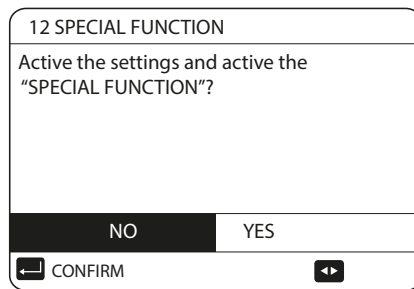 12 SPECIAL FUNCTION
Active the settings and active the
“SPECIAL FUNCTION”?
NO YES
CONFIRM